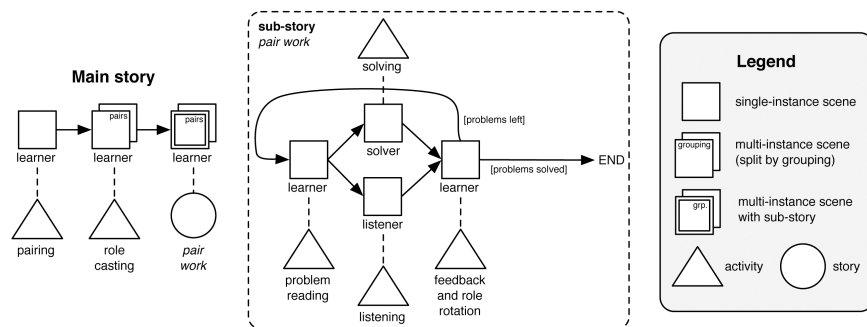 Main story
pairs
pairs
learner
learner
learner
pairing
role
casting
pair
work
sub-story
pair work
solving
[problems left]
solver
learner
listener
learner
[problems solved]
END
problem
reading
listening
feedback
and role
rotation
Legend
single-instance scene
grouping
multi-instance scene
(split by grouping)
grp.
multi-instance scene
with sub-story
activity
story